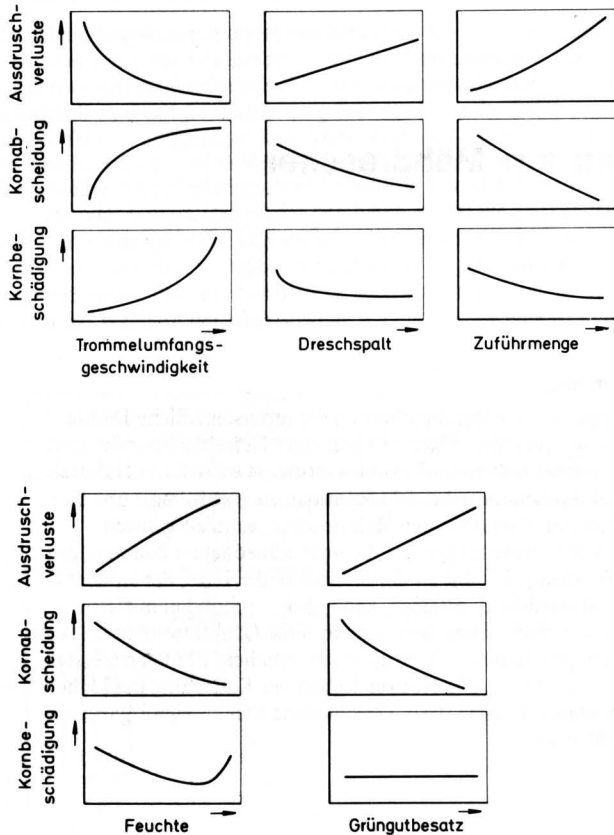 Ausdrusch-
verluste
Kornab-
scheidung
Kornbe-
schädigung
Trommelumfangs-
geschwindigkeit
Dreschspalt
Zuführmenge
Ausdrusch-
verluste
Kornab-
scheidung
Kornbe-
schädigung
Feuchte
Grüngutbesatz